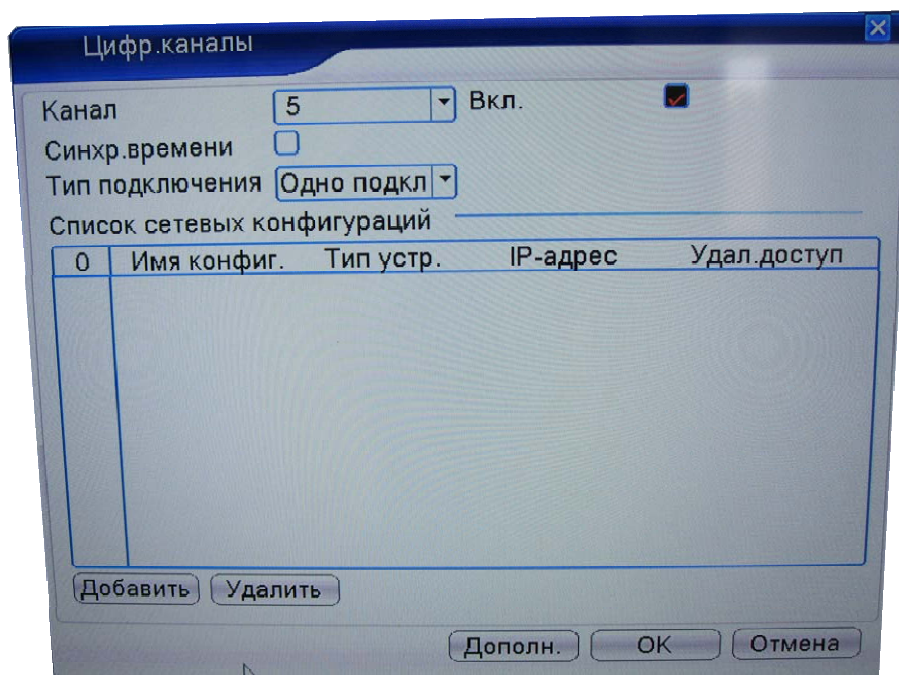 Цифр.каналы
Канал 5 Вкл.
Синхр.времени
Тип подключения Одно подкл
Список сетевых конфигураций
0 Имя конфиг. Тип устр. IP-адрес Удал.доступ
Добавить Удалить
Дополн. OK Отмена